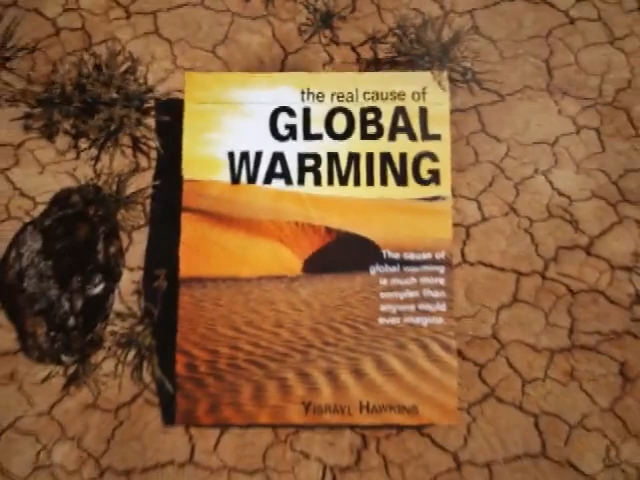 the real cause of
GLOBAL
WARMING
The cause of
global warming
is much more
complex than
anyone would
ever imagine.
YISRAYL HAWKINS